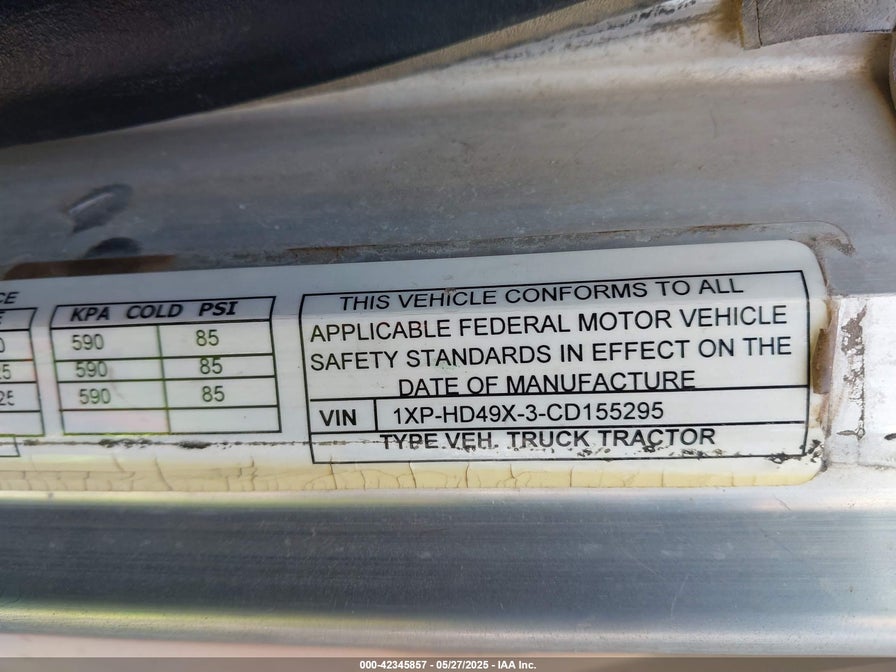 CE
KPA COLD PSI
590 85
590 85
590 85
25
THIS VEHICLE CONFORMS TO ALL
APPLICABLE FEDERAL MOTOR VEHICLE
SAFETY STANDARDS IN EFFECT ON THE
DATE OF MANUFACTURE
VIN 1XP-HD49X-3-CD155295
TYPE VEH. TRUCK TRACTOR
000-42345857 - 05/27/2025 - IAA Inc.